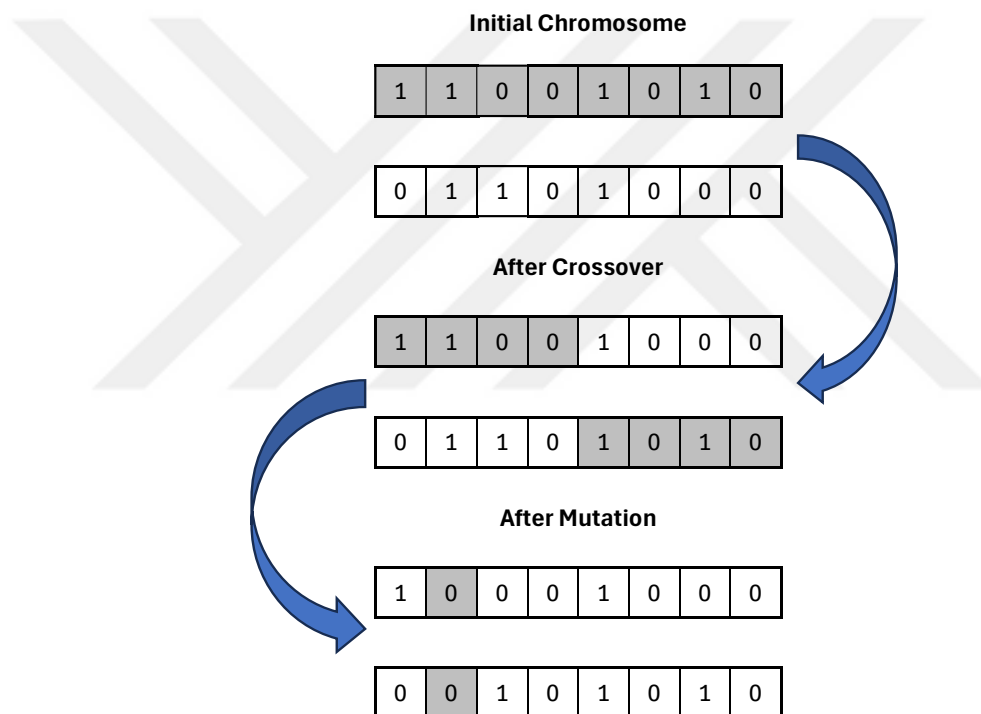 Initial Chromosome
1 1 0 0 1 0 1 0
0 1 1 0 1 0 0 0
After Crossover
1 1 0 0 1 0 0 0
0 1 1 0 1 0 1 0
After Mutation
1 0 0 0 1 0 0 0
0 0 1 0 1 0 1 0